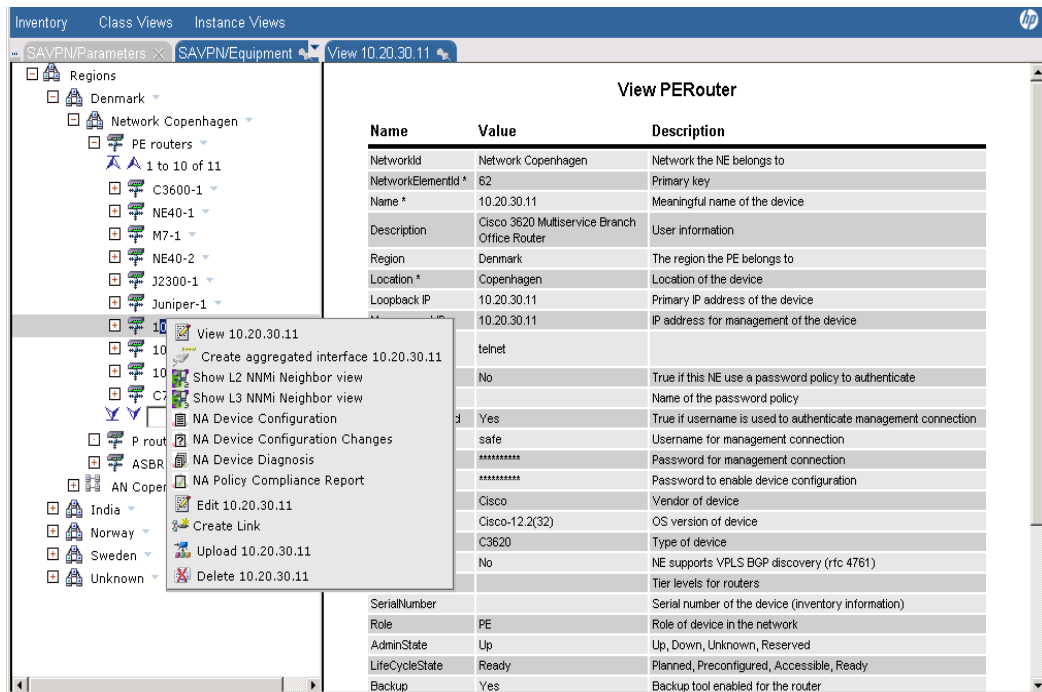 Inventory Class Views Instance Views
hp
SAVPN/Parameters SAVPN/Equipment View 10.20.30.11
Regions
Denmark
Network Copenhagen
PE routers
1 to 10 of 11
C3600-1
NE40-1
M7-1
NE40-2
J2300-1
Juniper-1
10
10
10
C7
P rout
ASBR
AN Coper
India
Norway
Sweden
Unknown
View 10.20.30.11
Create aggregated interface 10.20.30.11
Show L2 NNMi Neighbor view
Show L3 NNMi Neighbor view
NA Device Configuration
NA Device Configuration Changes
NA Device Diagnosis
NA Policy Compliance Report
Edit 10.20.30.11
Create Link
Upload 10.20.30.11
Delete 10.20.30.11
View PERouter
Name Value Description
NetworkId Network Copenhagen Network the NE belongs to
NetworkElementId * 62 Primary key
Name * 10.20.30.11 Meaningful name of the device
Description Cisco 3620 Multiservice Branch Office Router User information
Region Denmark The region the PE belongs to
Location * Copenhagen Location of the device
Loopback IP 10.20.30.11 Primary IP address of the device
10.20.30.11 IP address for management of the device
telnet
No True if this NE use a password policy to authenticate
Name of the password policy
Yes True if username is used to authenticate management connection
safe Username for management connection
********** Password for management connection
********** Password to enable device configuration
Cisco Vendor of device
Cisco-12.2(32) OS version of device
C3620 Type of device
No NE supports VPLS BGP discovery (rfc 4761)
Tier levels for routers
SerialNumber Serial number of the device (inventory information)
Role PE Role of device in the network
AdminState Up Up, Down, Unknown, Reserved
LifeCycleState Ready Planned, Preconfigured, Accessible, Ready
Backup Yes Backup tool enabled for the router